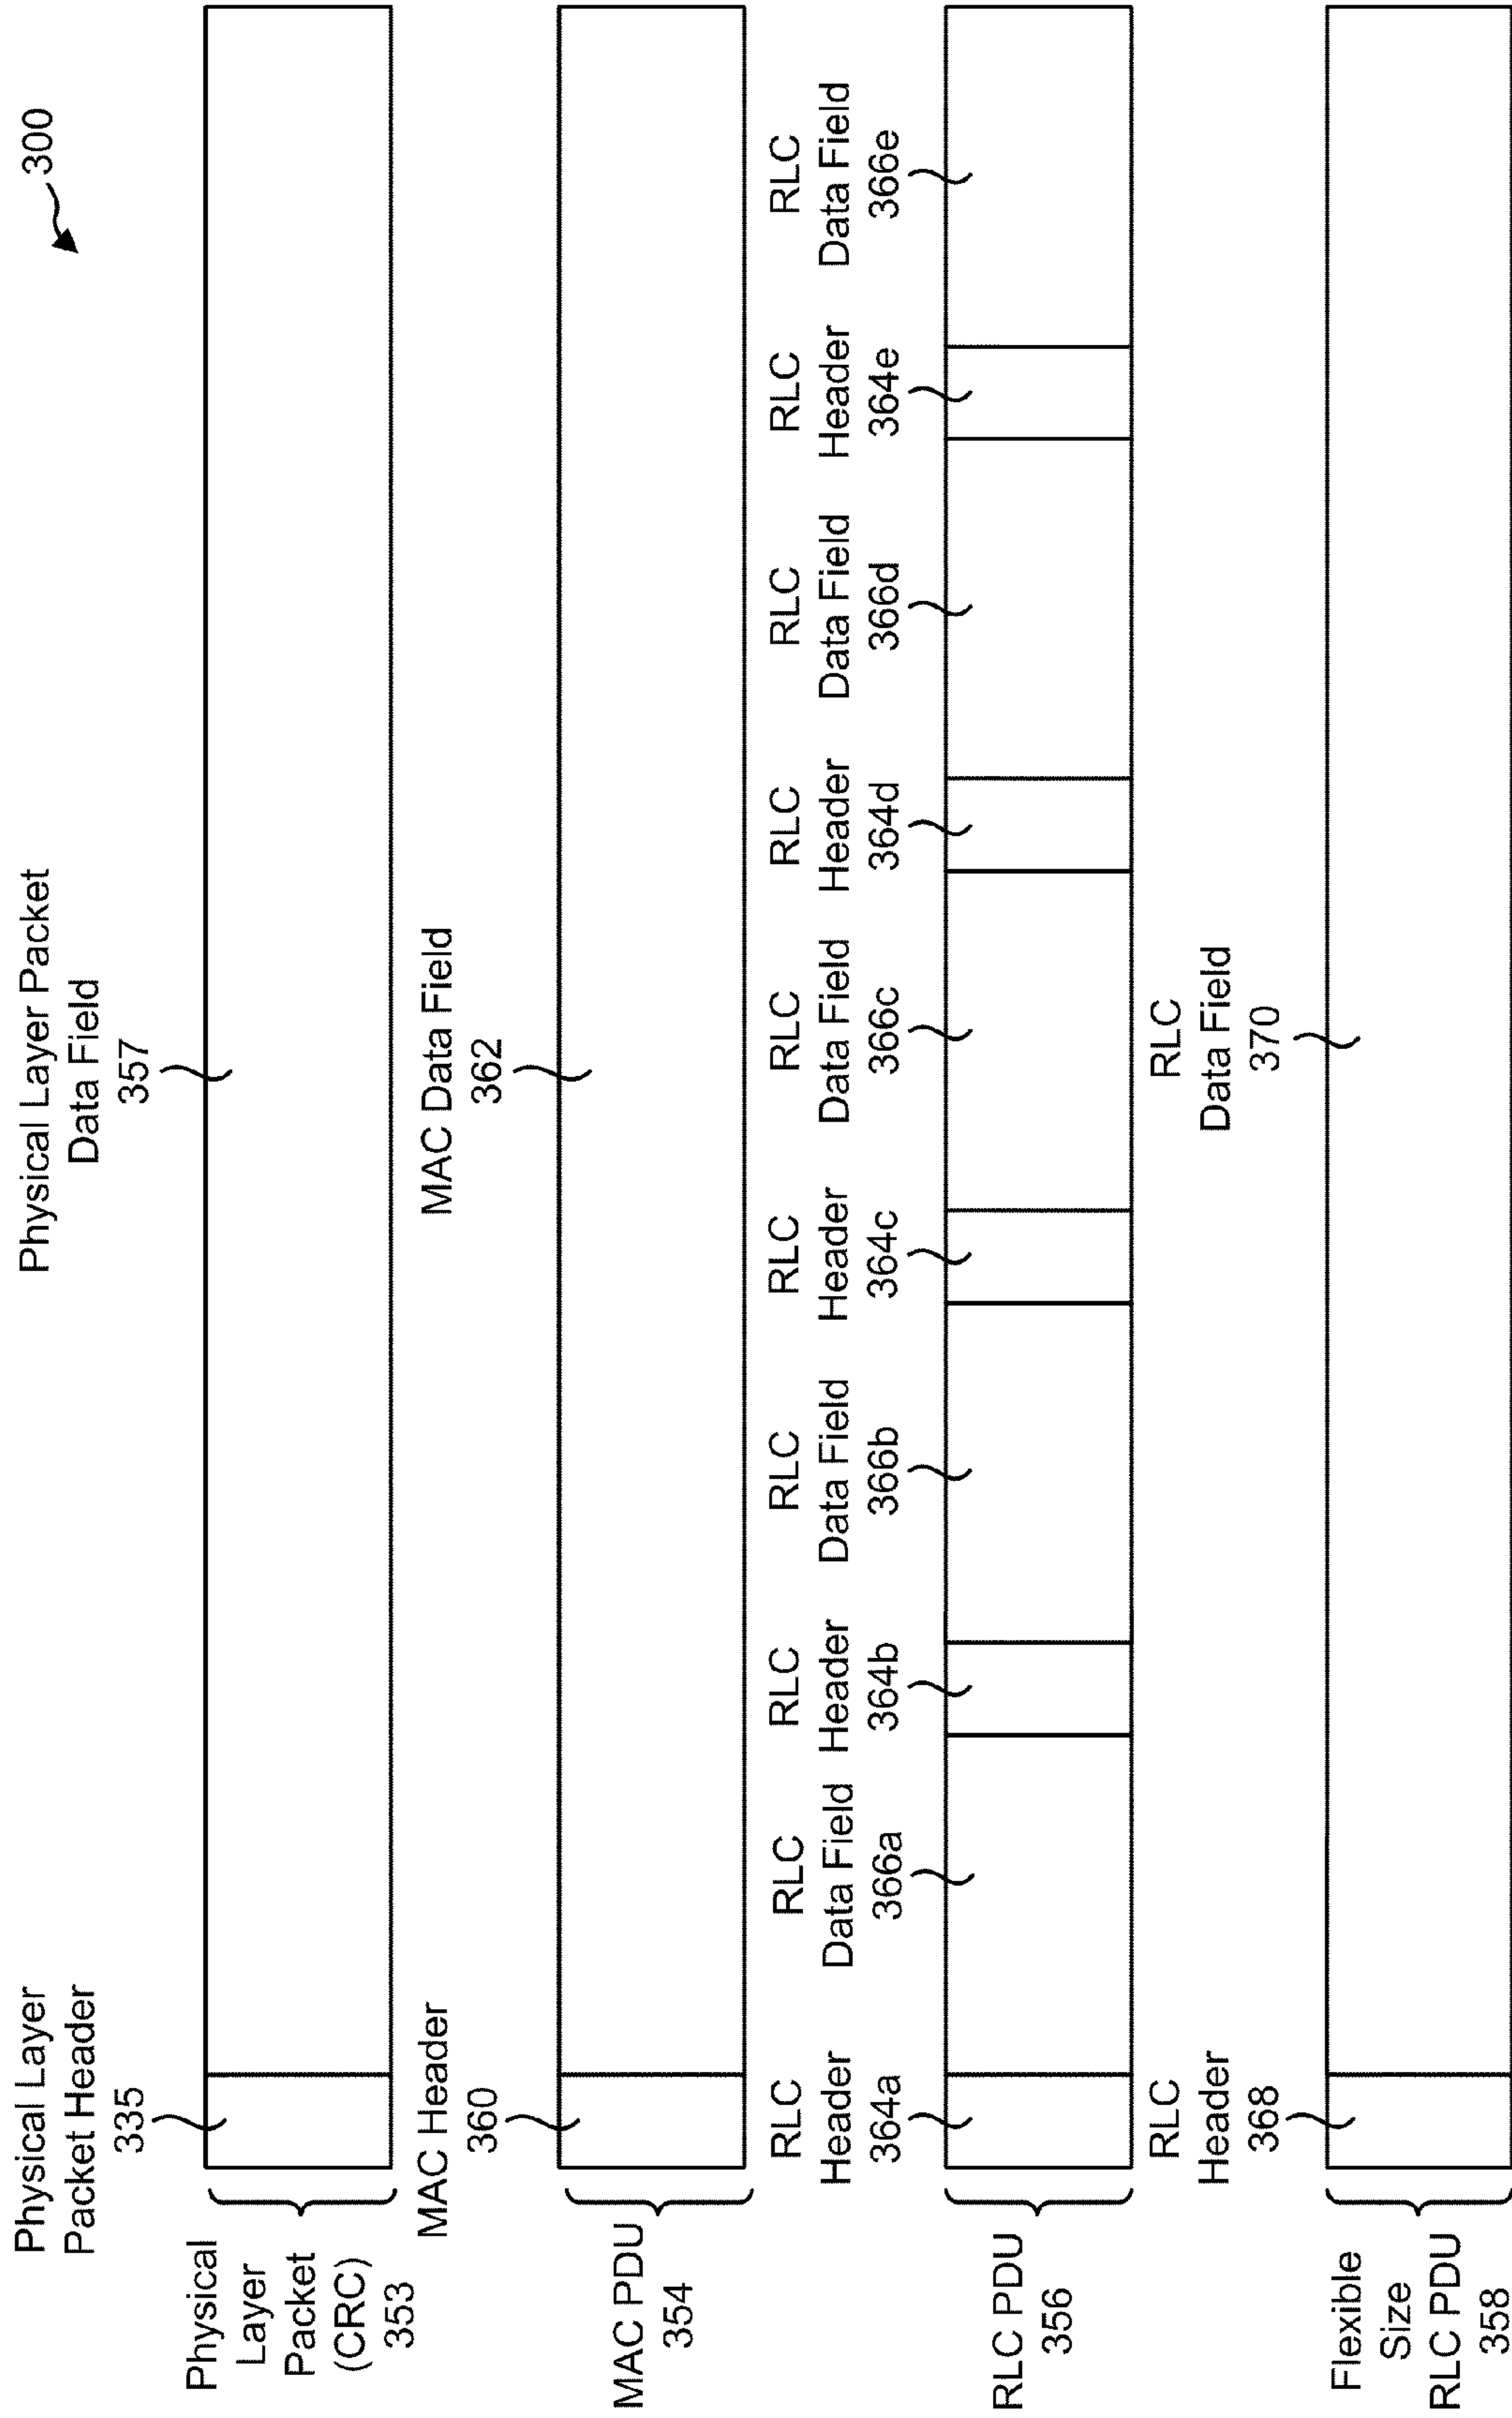 300
Physical Layer
Packet Header
335
Physical Layer Packet
Data Field
357
Physical
Layer
Packet
(CRC)
353
MAC Header
360
MAC Data Field
362
MAC PDU
354
RLC
Header
364a
RLC
Data Field
366a
RLC
Header
364b
RLC
Data Field
366b
RLC
Header
364c
RLC
Data Field
366c
RLC
Header
364d
RLC
Data Field
366d
RLC
Header
364e
RLC
Data Field
366e
RLC PDU
356
RLC
Header
368
RLC
Data Field
370
Flexible
Size
RLC PDU
358